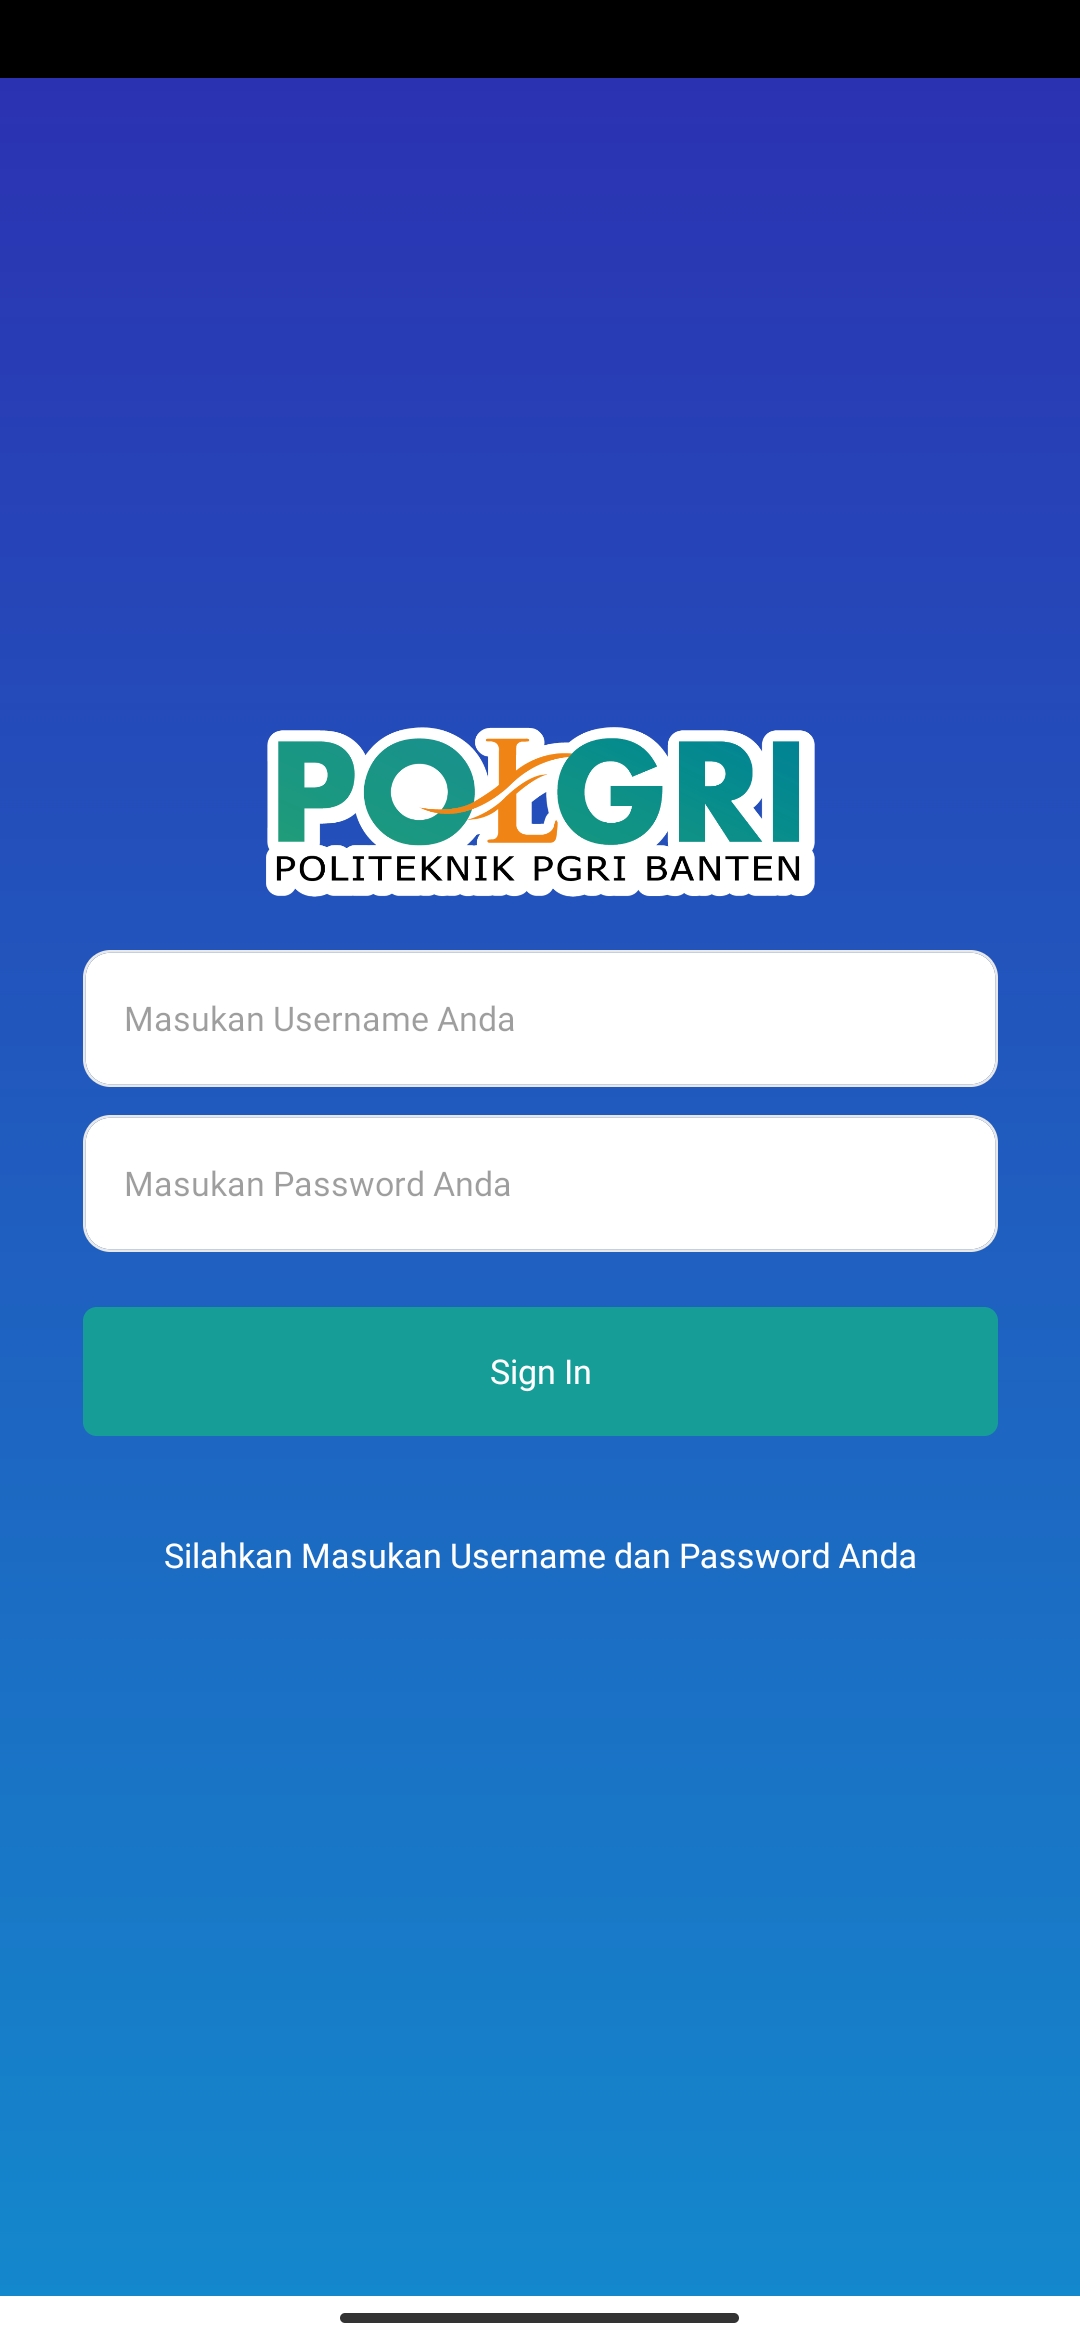 POLGRI
POLITEKNIK PGRI BANTEN
Masukan Username Anda
Masukan Password Anda
Sign In
Silahkan Masukan Username dan Password Anda